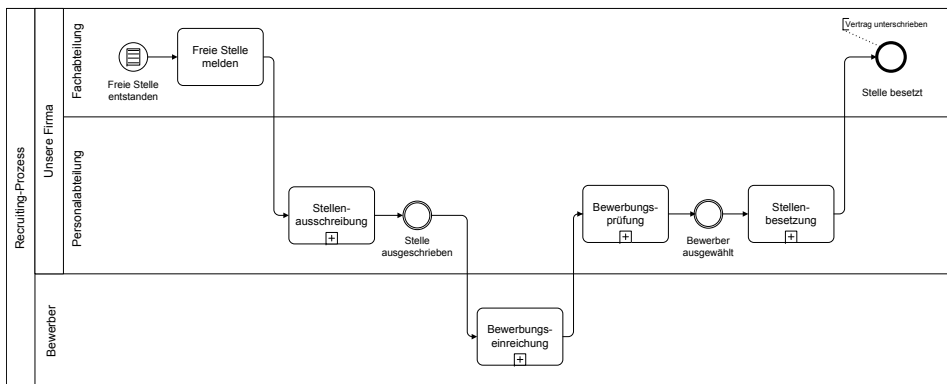 Recruiting-Prozess
Unsere Firma
Fachabteilung
Freie Stelle
entstanden
Freie Stelle
melden
Vertrag unterschrieben
Stelle besetzt
Personalabteilung
Stellen-
ausschreibung
Stelle
ausgeschrieben
Bewerbungs-
prüfung
Bewerber
ausgewählt
Stellen-
besetzung
Bewerber
Bewerbungs-
einreichung